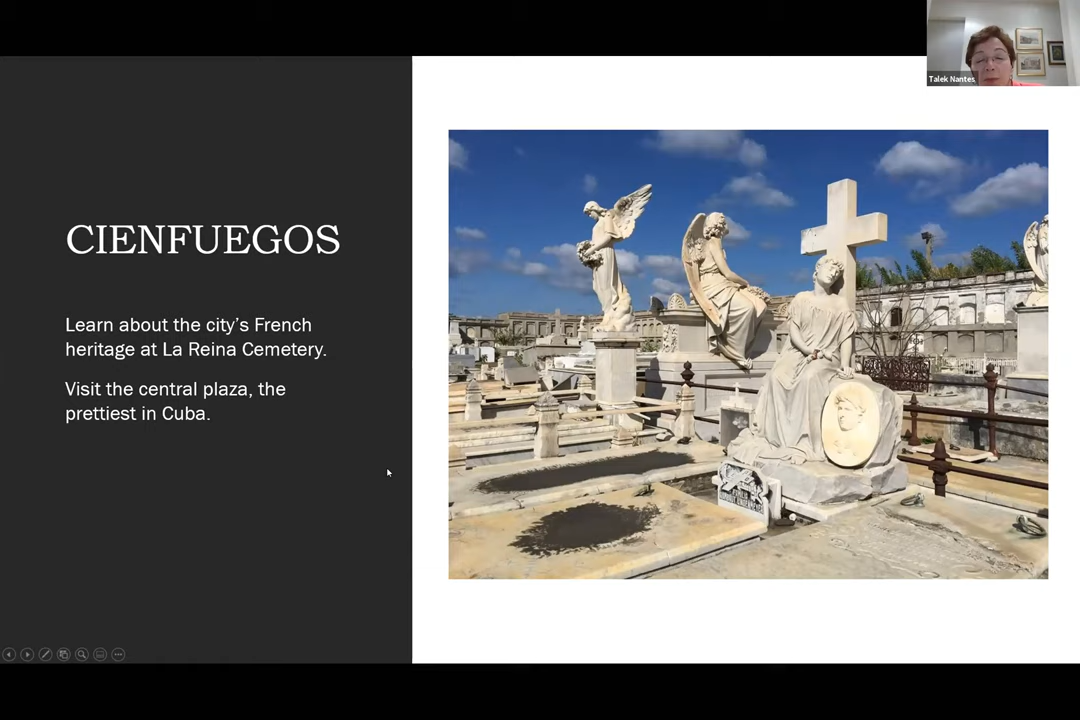 Talek Nantes
CIENFUEGOS
Learn about the city’s French
heritage at La Reina Cemetery.
Visit the central plaza, the
prettiest in Cuba.